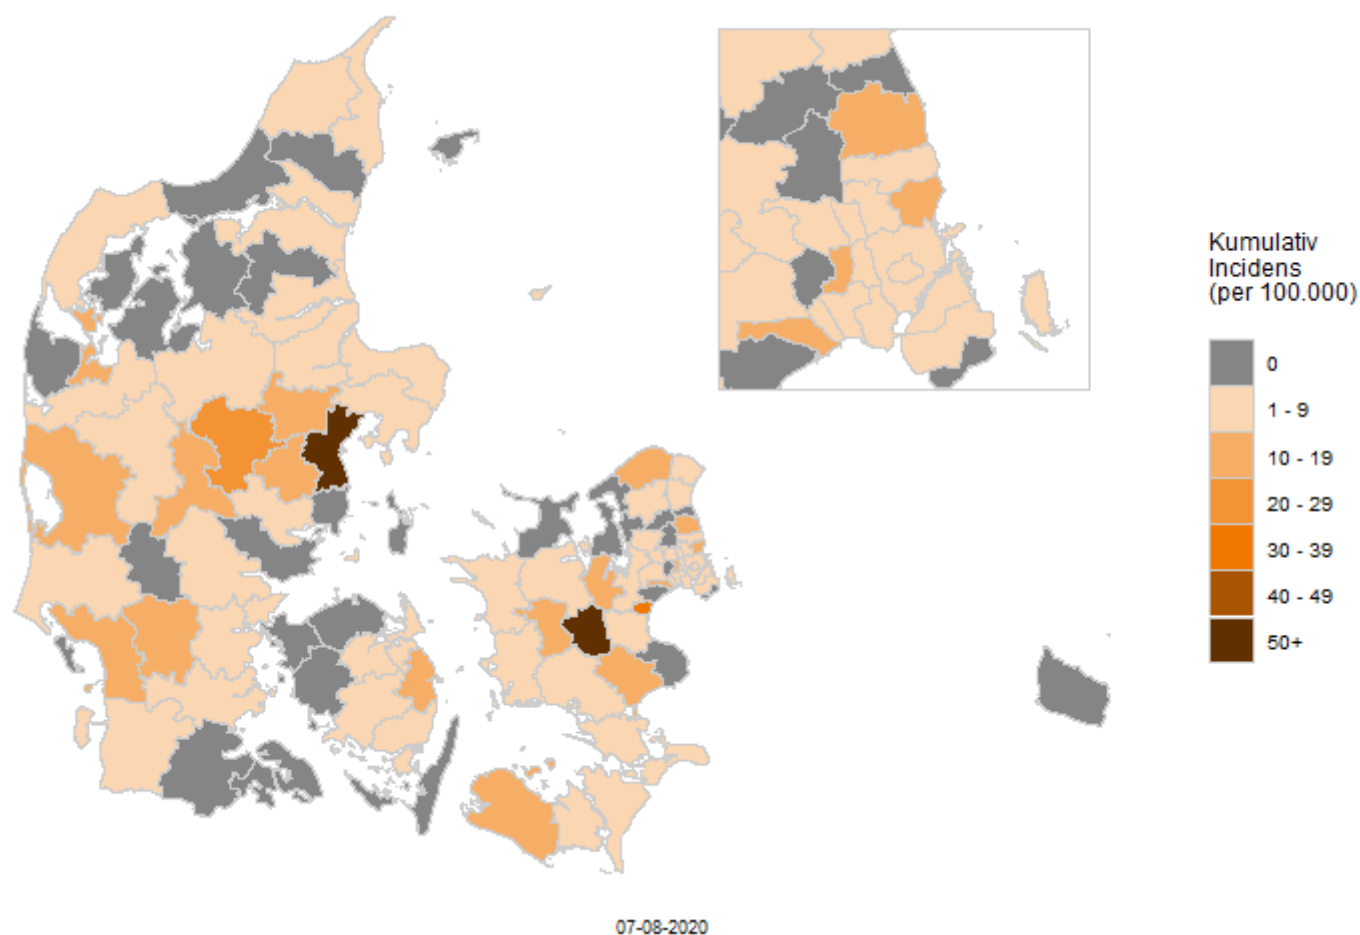 Kumulativ
Incidens
(per 100.000)
0
1 - 9
10 - 19
20 - 29
30 - 39
40 - 49
50+
07-08-2020